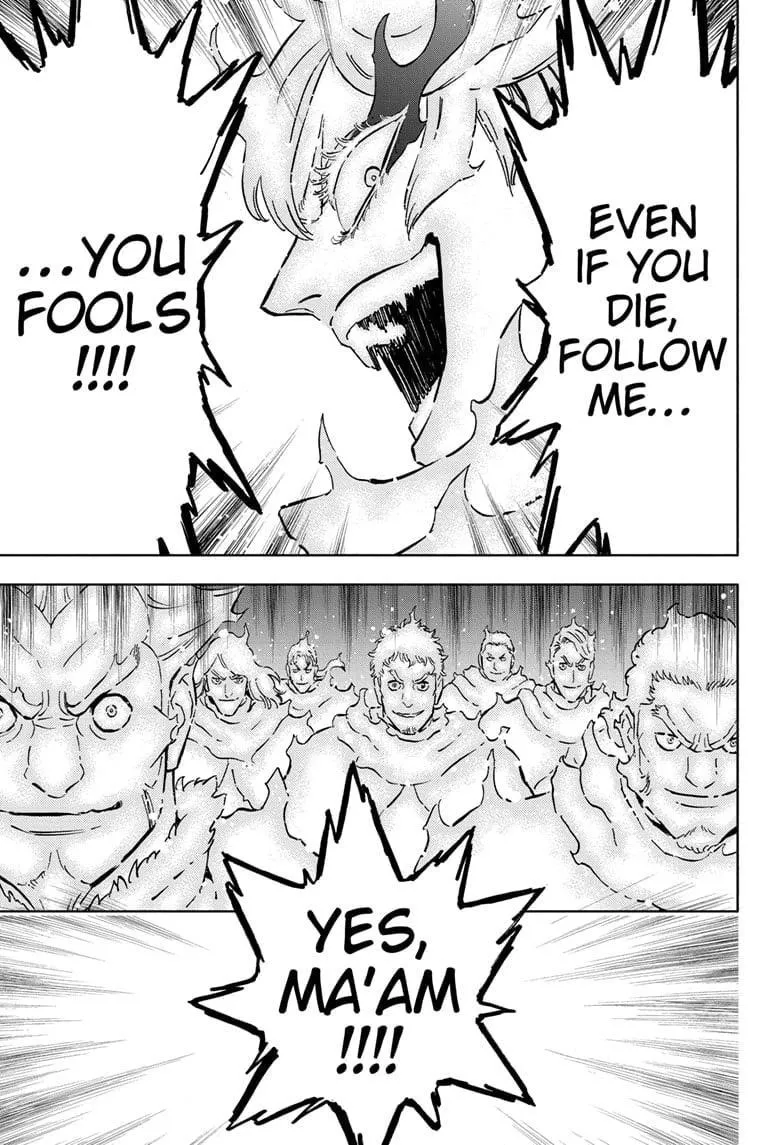 EVEN
IF YOU
DIE,
FOLLOW
ME...
...YOU
FOOLS
!!!!
YES,
MA'AM
!!!!